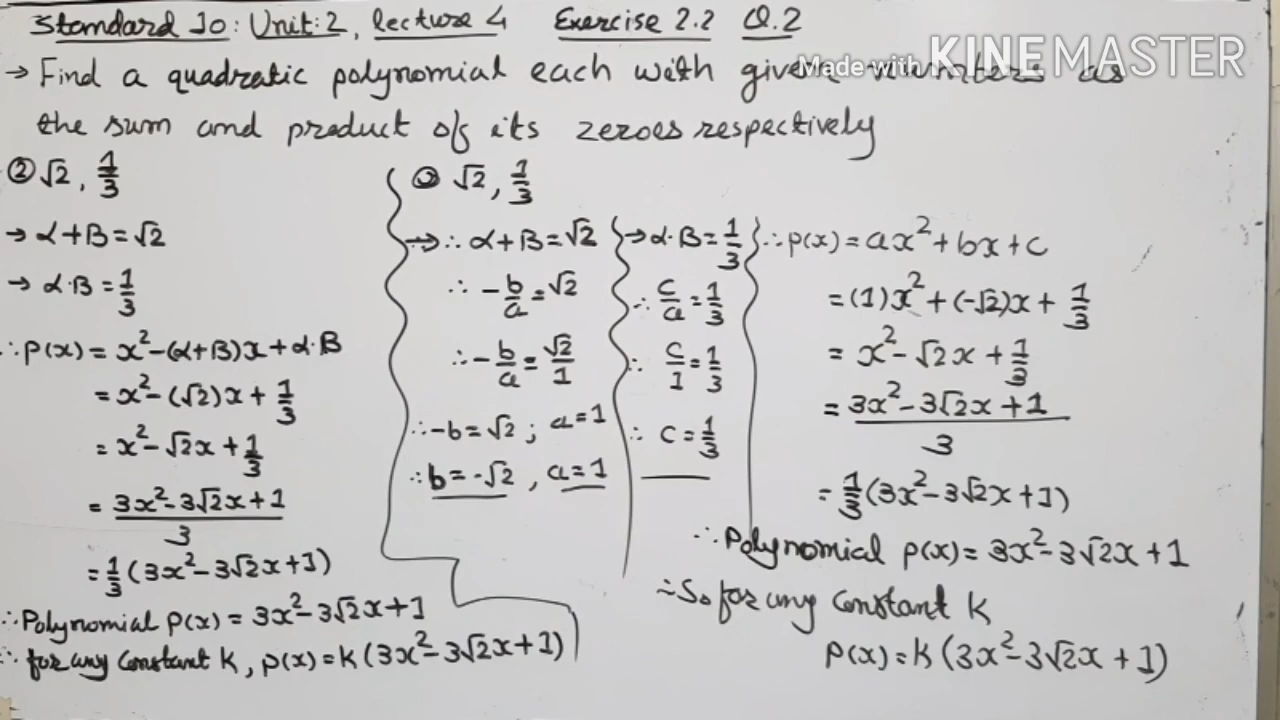 Standard 10: Unit: 2, lecture 4 Exercise 2.2 Q.2
Made with KINEMASTER
→ Find a quadratic polynomial each with given numbers as
the sum and product of its zeroes respectively
② √2, 1/3
→ α+β = √2
→ α·β = 1/3
∴ p(x) = x² - (α+β)x + α·β
= x² - (√2)x + 1/3
= x² - √2x + 1/3
= (3x² - 3√2x + 1)/3
= 1/3 (3x² - 3√2x + 1)
∴ Polynomial p(x) = 3x² - 3√2x + 1
∴ for any constant k, p(x) = k (3x² - 3√2x + 1)
② √2, 1/3
→ ∴ α+β = √2
∴ -b/a = √2
∴ -b/a = √2/1
∴ -b = √2 ; a = 1
∴ b = -√2 , a = 1
→ α·β = 1/3
∴ c/a = 1/3
∴ c/1 = 1/3
∴ c = 1/3
∴ p(x) = ax² + bx + c
= (1)x² + (-√2)x + 1/3
= x² - √2x + 1/3
= (3x² - 3√2x + 1)/3
= 1/3 (3x² - 3√2x + 1)
∴ Polynomial p(x) = 3x² - 3√2x + 1
∴ So for any constant k
p(x) = k (3x² - 3√2x + 1)